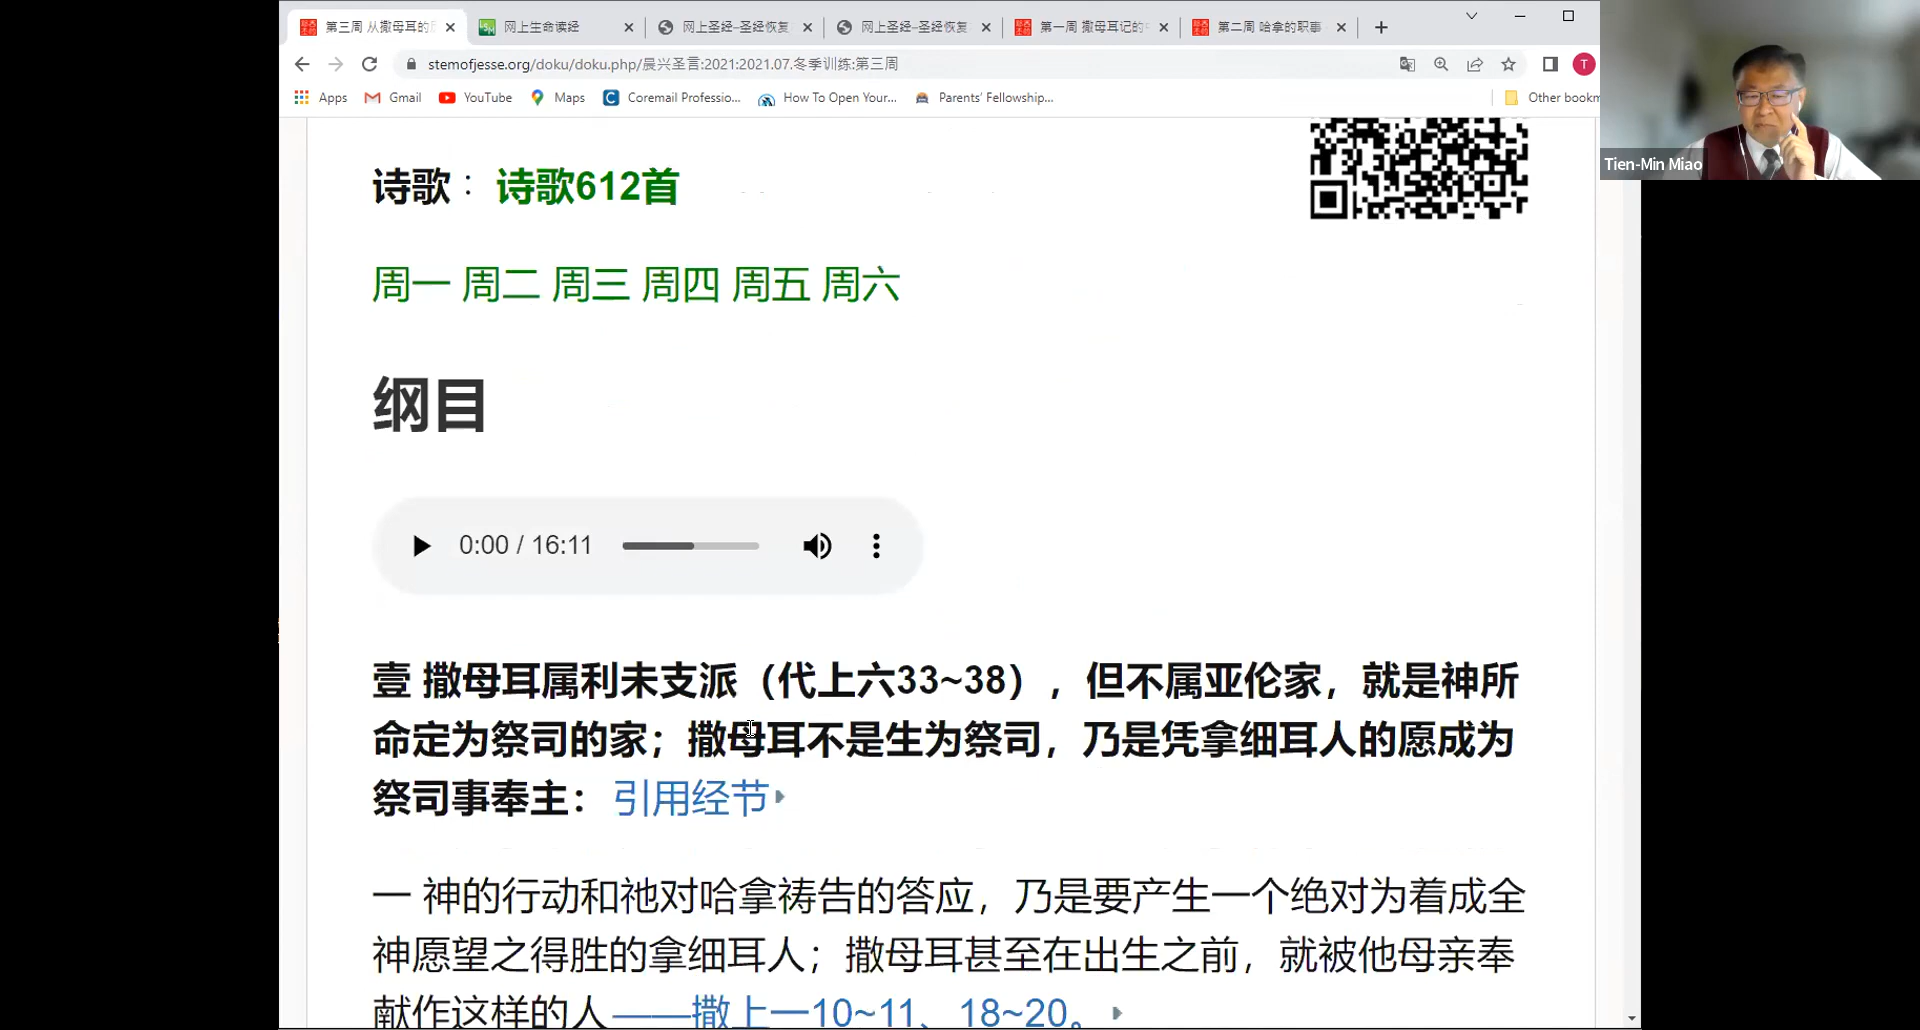 第三周 从撒母耳的
网上生命读经
网上圣经–圣经恢复
网上圣经–圣经恢复
第一周 撒母耳记的中
第二周 哈拿的职事
stemofjesse.org/doku/doku.php/晨兴圣言:2021:2021.07.冬季训练:第三周
T
Apps
Gmail
YouTube
Maps
Coremail Professio...
How To Open Your...
Parents' Fellowship...
Other bookm
Tien-Min Miao
诗歌：诗歌612首
周一 周二 周三 周四 周五 周六
纲目
0:00 / 16:11
壹 撒母耳属利未支派（代上六33~38），但不属亚伦家，就是神所
命定为祭司的家；撒母耳不是生为祭司，乃是凭拿细耳人的愿成为
祭司事奉主： 引用经节
一 神的行动和祂对哈拿祷告的答应，乃是要产生一个绝对为着成全
神愿望之得胜的拿细耳人；撒母耳甚至在出生之前，就被他母亲奉
献作这样的人——撒上一10~11、18~20。